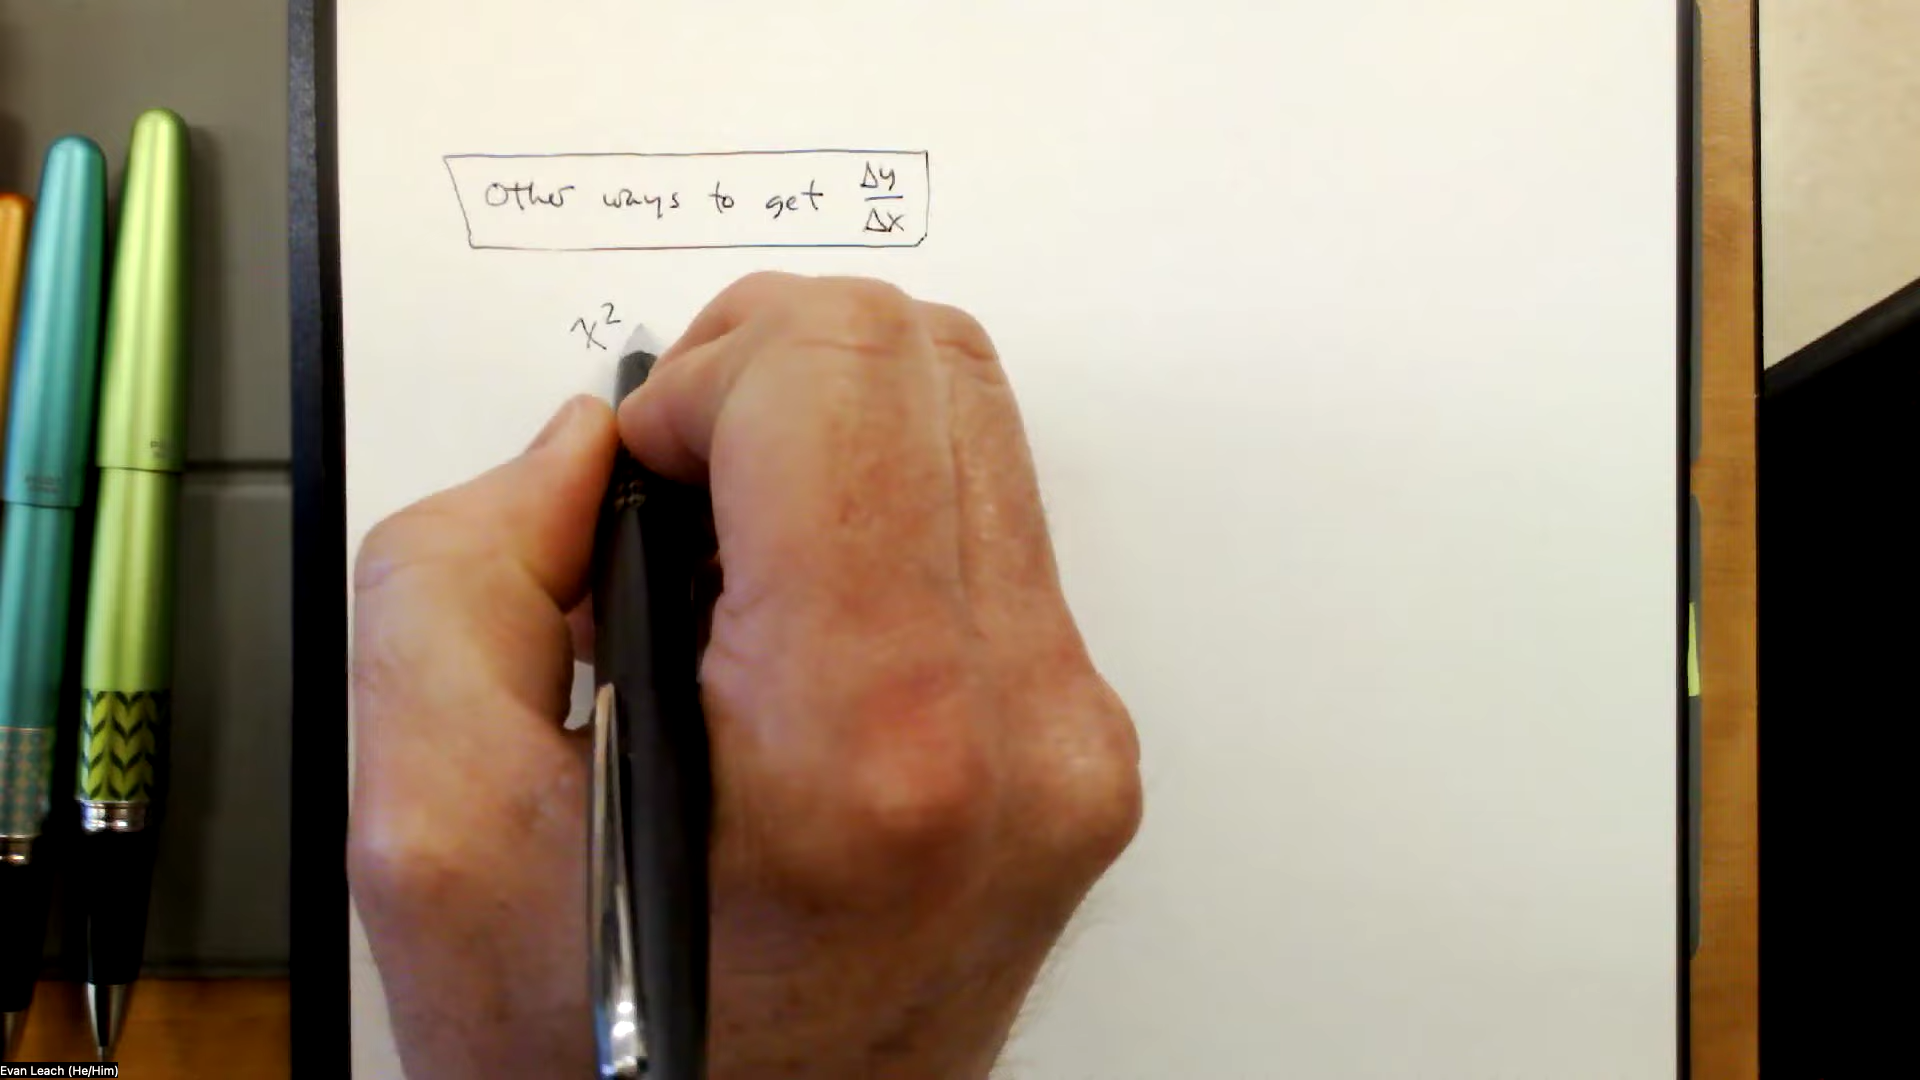 Other ways to get Δy/Δx
x²
Evan Leach (He/Him)